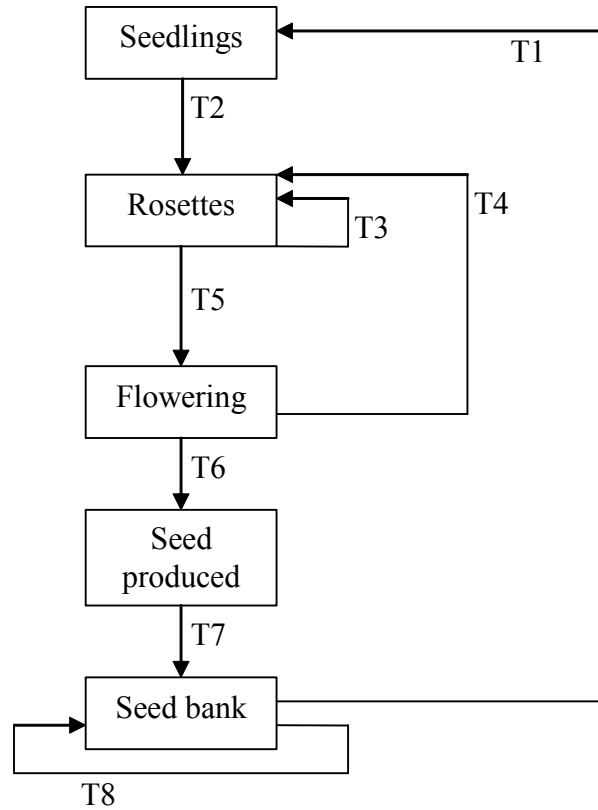 Seedlings
T1
T2
Rosettes
T4
T3
T5
Flowering
T6
Seed
produced
T7
Seed bank
T8